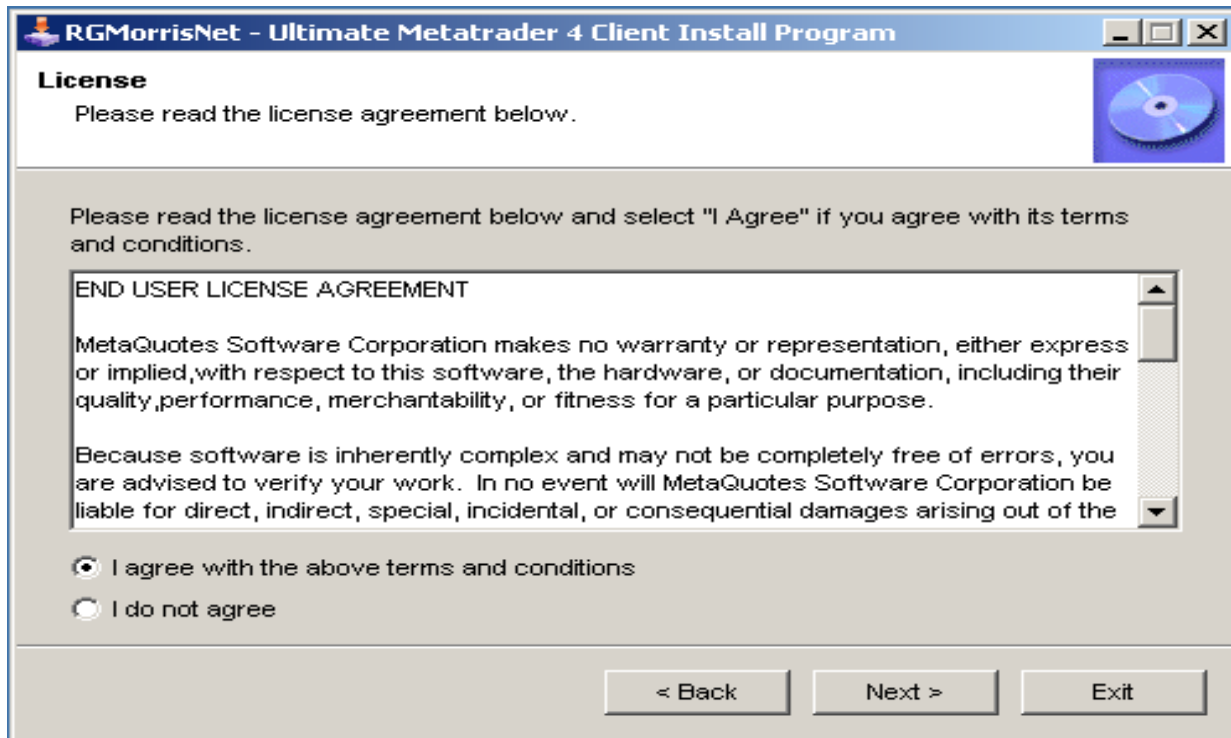 RGMorrisNet - Ultimate Metatrader 4 Client Install Program
License
Please read the license agreement below.
Please read the license agreement below and select "I Agree" if you agree with its terms
and conditions.
END USER LICENSE AGREEMENT
MetaQuotes Software Corporation makes no warranty or representation, either express
or implied,with respect to this software, the hardware, or documentation, including their
quality,performance, merchantability, or fitness for a particular purpose.
Because software is inherently complex and may not be completely free of errors, you
are advised to verify your work.  In no event will MetaQuotes Software Corporation be
liable for direct, indirect, special, incidental, or consequential damages arising out of the
I agree with the above terms and conditions
I do not agree
< Back Next > Exit